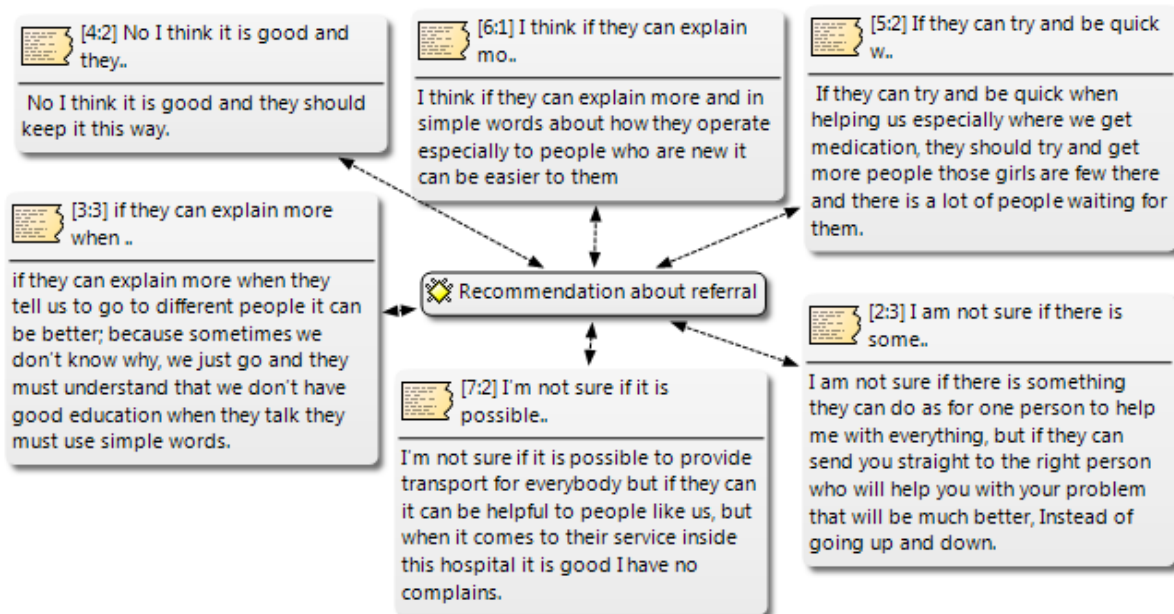 [4:2] No I think it is good and
they..
No I think it is good and they should
keep it this way.
[6:1] I think if they can explain
mo..
I think if they can explain more and in
simple words about how they operate
especially to people who are new it
can be easier to them
[5:2] If they can try and be quick
w..
If they can try and be quick when
helping us especially where we get
medication, they should try and get
more people those girls are few there
and there is a lot of people waiting for
them.
[3:3] if they can explain more
when ..
if they can explain more when they
tell us to go to different people it can
be better; because sometimes we
don't know why, we just go and they
must understand that we don't have
good education when they talk they
must use simple words.
Recommendation about referral
[7:2] I'm not sure if it is
possible..
I'm not sure if it is possible to provide
transport for everybody but if they can
it can be helpful to people like us, but
when it comes to their service inside
this hospital it is good I have no
complains.
[2:3] I am not sure if there is
some..
I am not sure if there is something
they can do as for one person to help
me with everything, but if they can
send you straight to the right person
who will help you with your problem
that will be much better, Instead of
going up and down.